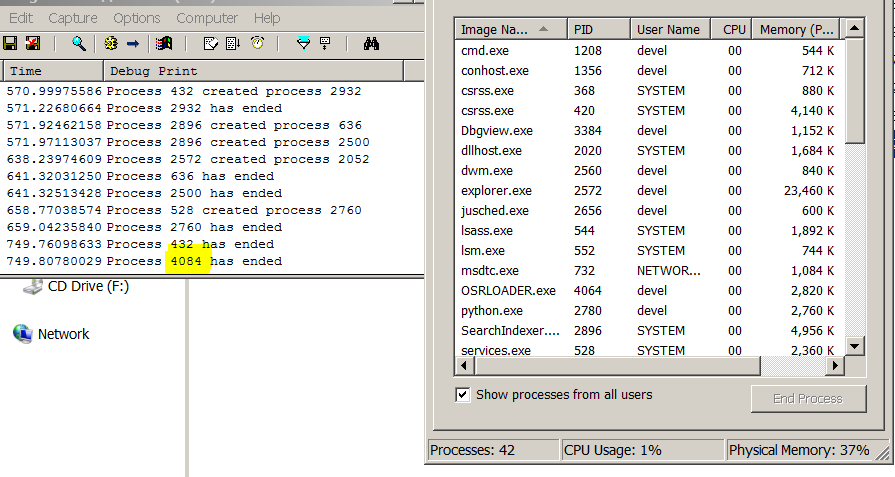 Edit Capture Options Computer Help
Time Debug Print
570.99975586 Process 432 created process 2932
571.22680664 Process 2932 has ended
571.92462158 Process 2896 created process 636
571.97113037 Process 2896 created process 2500
638.23974609 Process 2572 created process 2052
641.32031250 Process 636 has ended
641.32513428 Process 2500 has ended
658.77038574 Process 528 created process 2760
659.04235840 Process 2760 has ended
749.76098633 Process 432 has ended
749.80780029 Process 4084 has ended
CD Drive (F:)
Network
Image Na... PID User Name CPU Memory (P...
cmd.exe 1208 devel 00 544 K
conhost.exe 1356 devel 00 712 K
csrss.exe 368 SYSTEM 00 880 K
csrss.exe 420 SYSTEM 00 4,140 K
Dbgview.exe 3384 devel 00 1,152 K
dllhost.exe 2020 SYSTEM 00 1,684 K
dwm.exe 2560 devel 00 840 K
explorer.exe 2572 devel 00 23,460 K
jusched.exe 2656 devel 00 600 K
lsass.exe 544 SYSTEM 00 1,892 K
lsm.exe 552 SYSTEM 00 744 K
msdtc.exe 732 NETWOR... 00 1,084 K
OSRLOADER.exe 4064 devel 00 2,820 K
python.exe 2780 devel 00 2,760 K
SearchIndexer.... 2896 SYSTEM 00 4,956 K
services.exe 528 SYSTEM 00 2,360 K
Show processes from all users
End Process
Processes: 42 CPU Usage: 1% Physical Memory: 37%